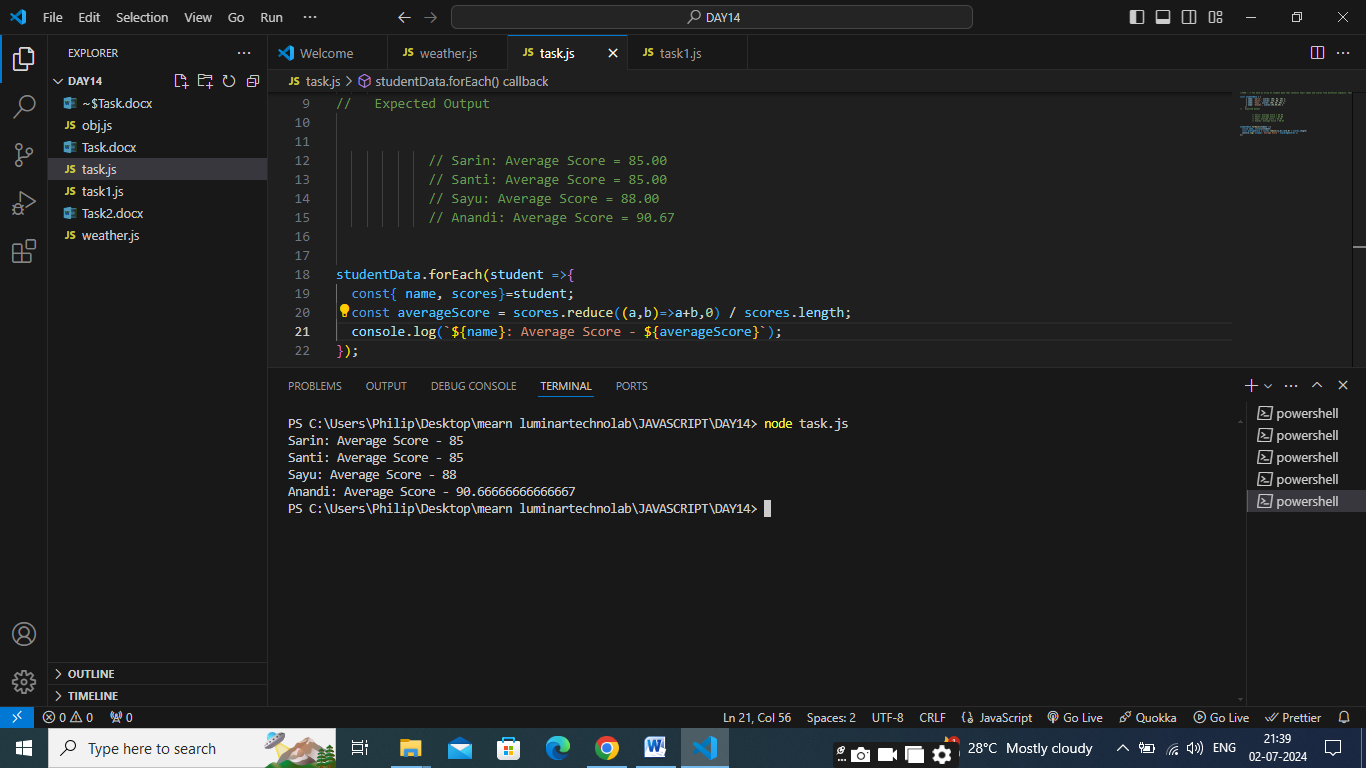 File Edit Selection View Go Run ··· DAY14
EXPLORER ···
DAY14
~$Task.docx
obj.js
Task.docx
task.js
task1.js
Task2.docx
weather.js
OUTLINE
TIMELINE
Welcome JS weather.js JS task.js JS task1.js ···
JS task.js > studentData.forEach() callback
9 //   Expected Output
10
11
12 // Sarin: Average Score = 85.00
13 // Santi: Average Score = 85.00
14 // Sayu: Average Score = 88.00
15 // Anandi: Average Score = 90.67
16
17
18 studentData.forEach(student =>{
19   const{ name, scores}=student;
20   const averageScore = scores.reduce((a,b)=>a+b,0) / scores.length;
21   console.log(`${name}: Average Score - ${averageScore}`);
22 });
PROBLEMS OUTPUT DEBUG CONSOLE TERMINAL PORTS
PS C:\Users\Philip\Desktop\mearn luminartechnolab\JAVASCRIPT\DAY14> node task.js
Sarin: Average Score - 85
Santi: Average Score - 85
Sayu: Average Score - 88
Anandi: Average Score - 90.66666666666667
PS C:\Users\Philip\Desktop\mearn luminartechnolab\JAVASCRIPT\DAY14>
powershell
powershell
powershell
powershell
powershell
0 0 0 Ln 21, Col 56 Spaces: 2 UTF-8 CRLF {} JavaScript Go Live Quokka Go Live Prettier
Type here to search 28°C Mostly cloudy ENG 21:39
02-07-2024